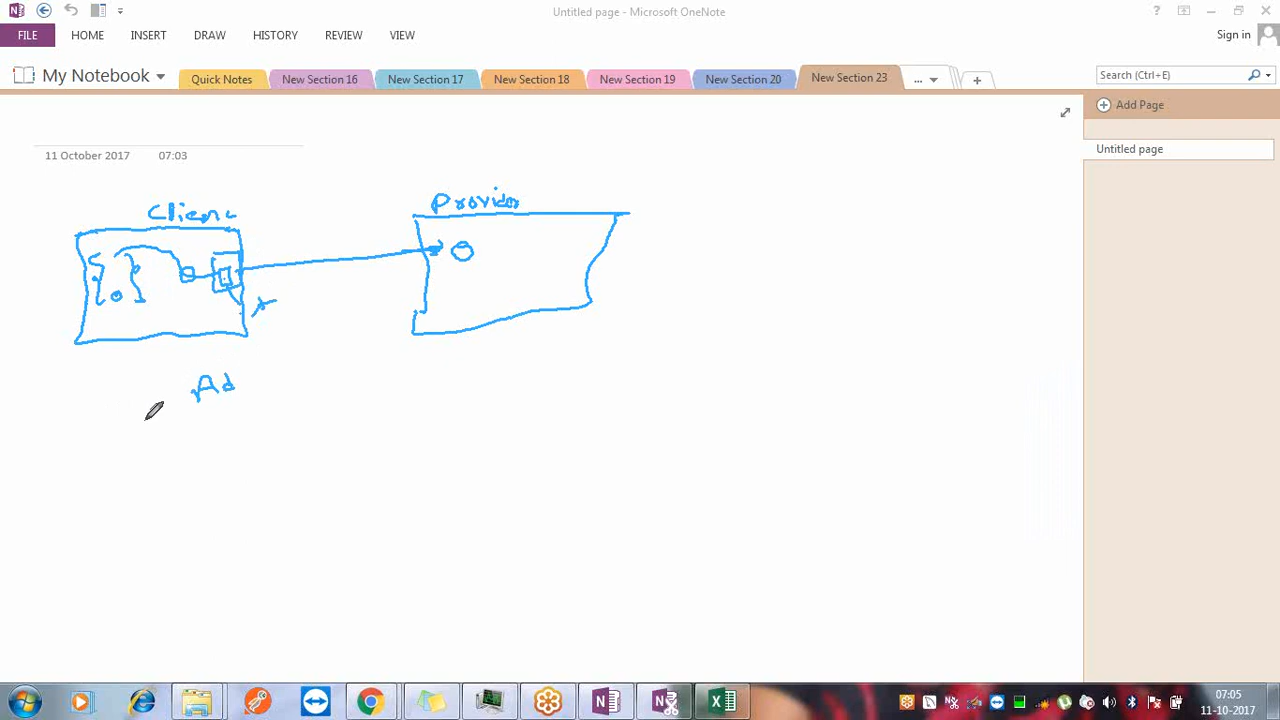 Untitled page - Microsoft OneNote
FILE HOME INSERT DRAW HISTORY REVIEW VIEW
Sign in
My Notebook Quick Notes New Section 16 New Section 17 New Section 18 New Section 19 New Section 20 New Section 23 ...
Search (Ctrl+E)
Add Page
Untitled page
11 October 2017 07:03
Client
Provider
Ad
07:05
11-10-2017